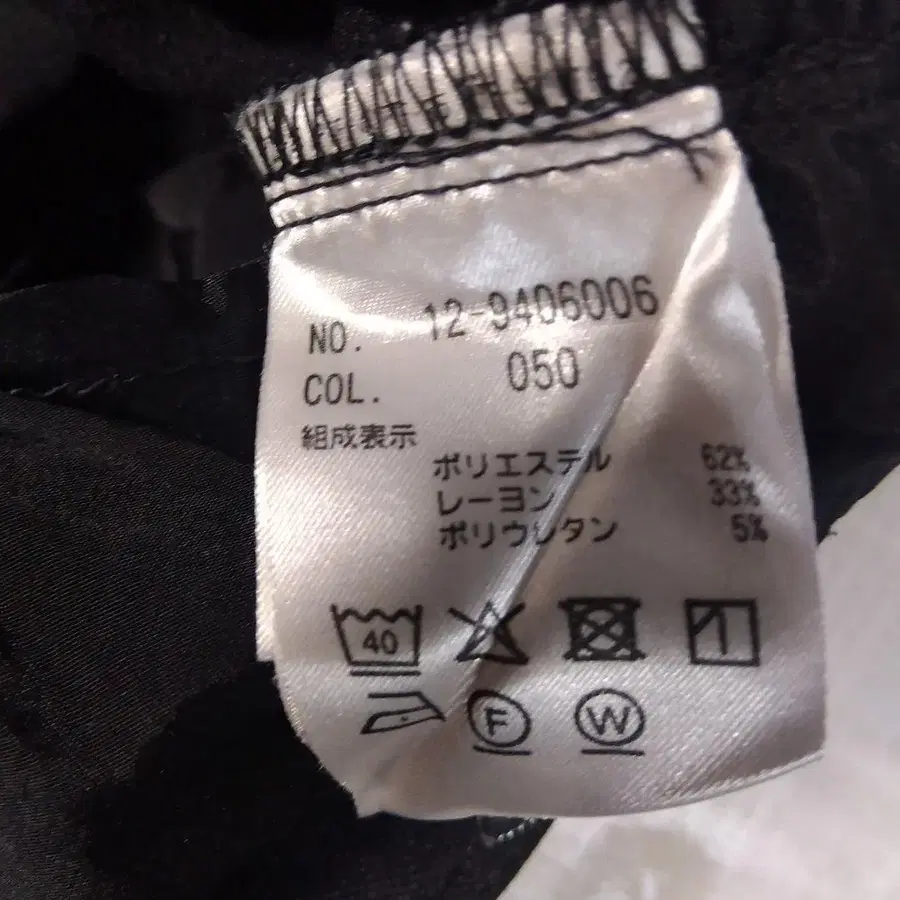 NO. 12-9406006
COL. 050
組成表示
ポリエステル 62%
レーヨン 33%
ポリウレタン 5%
40
F W